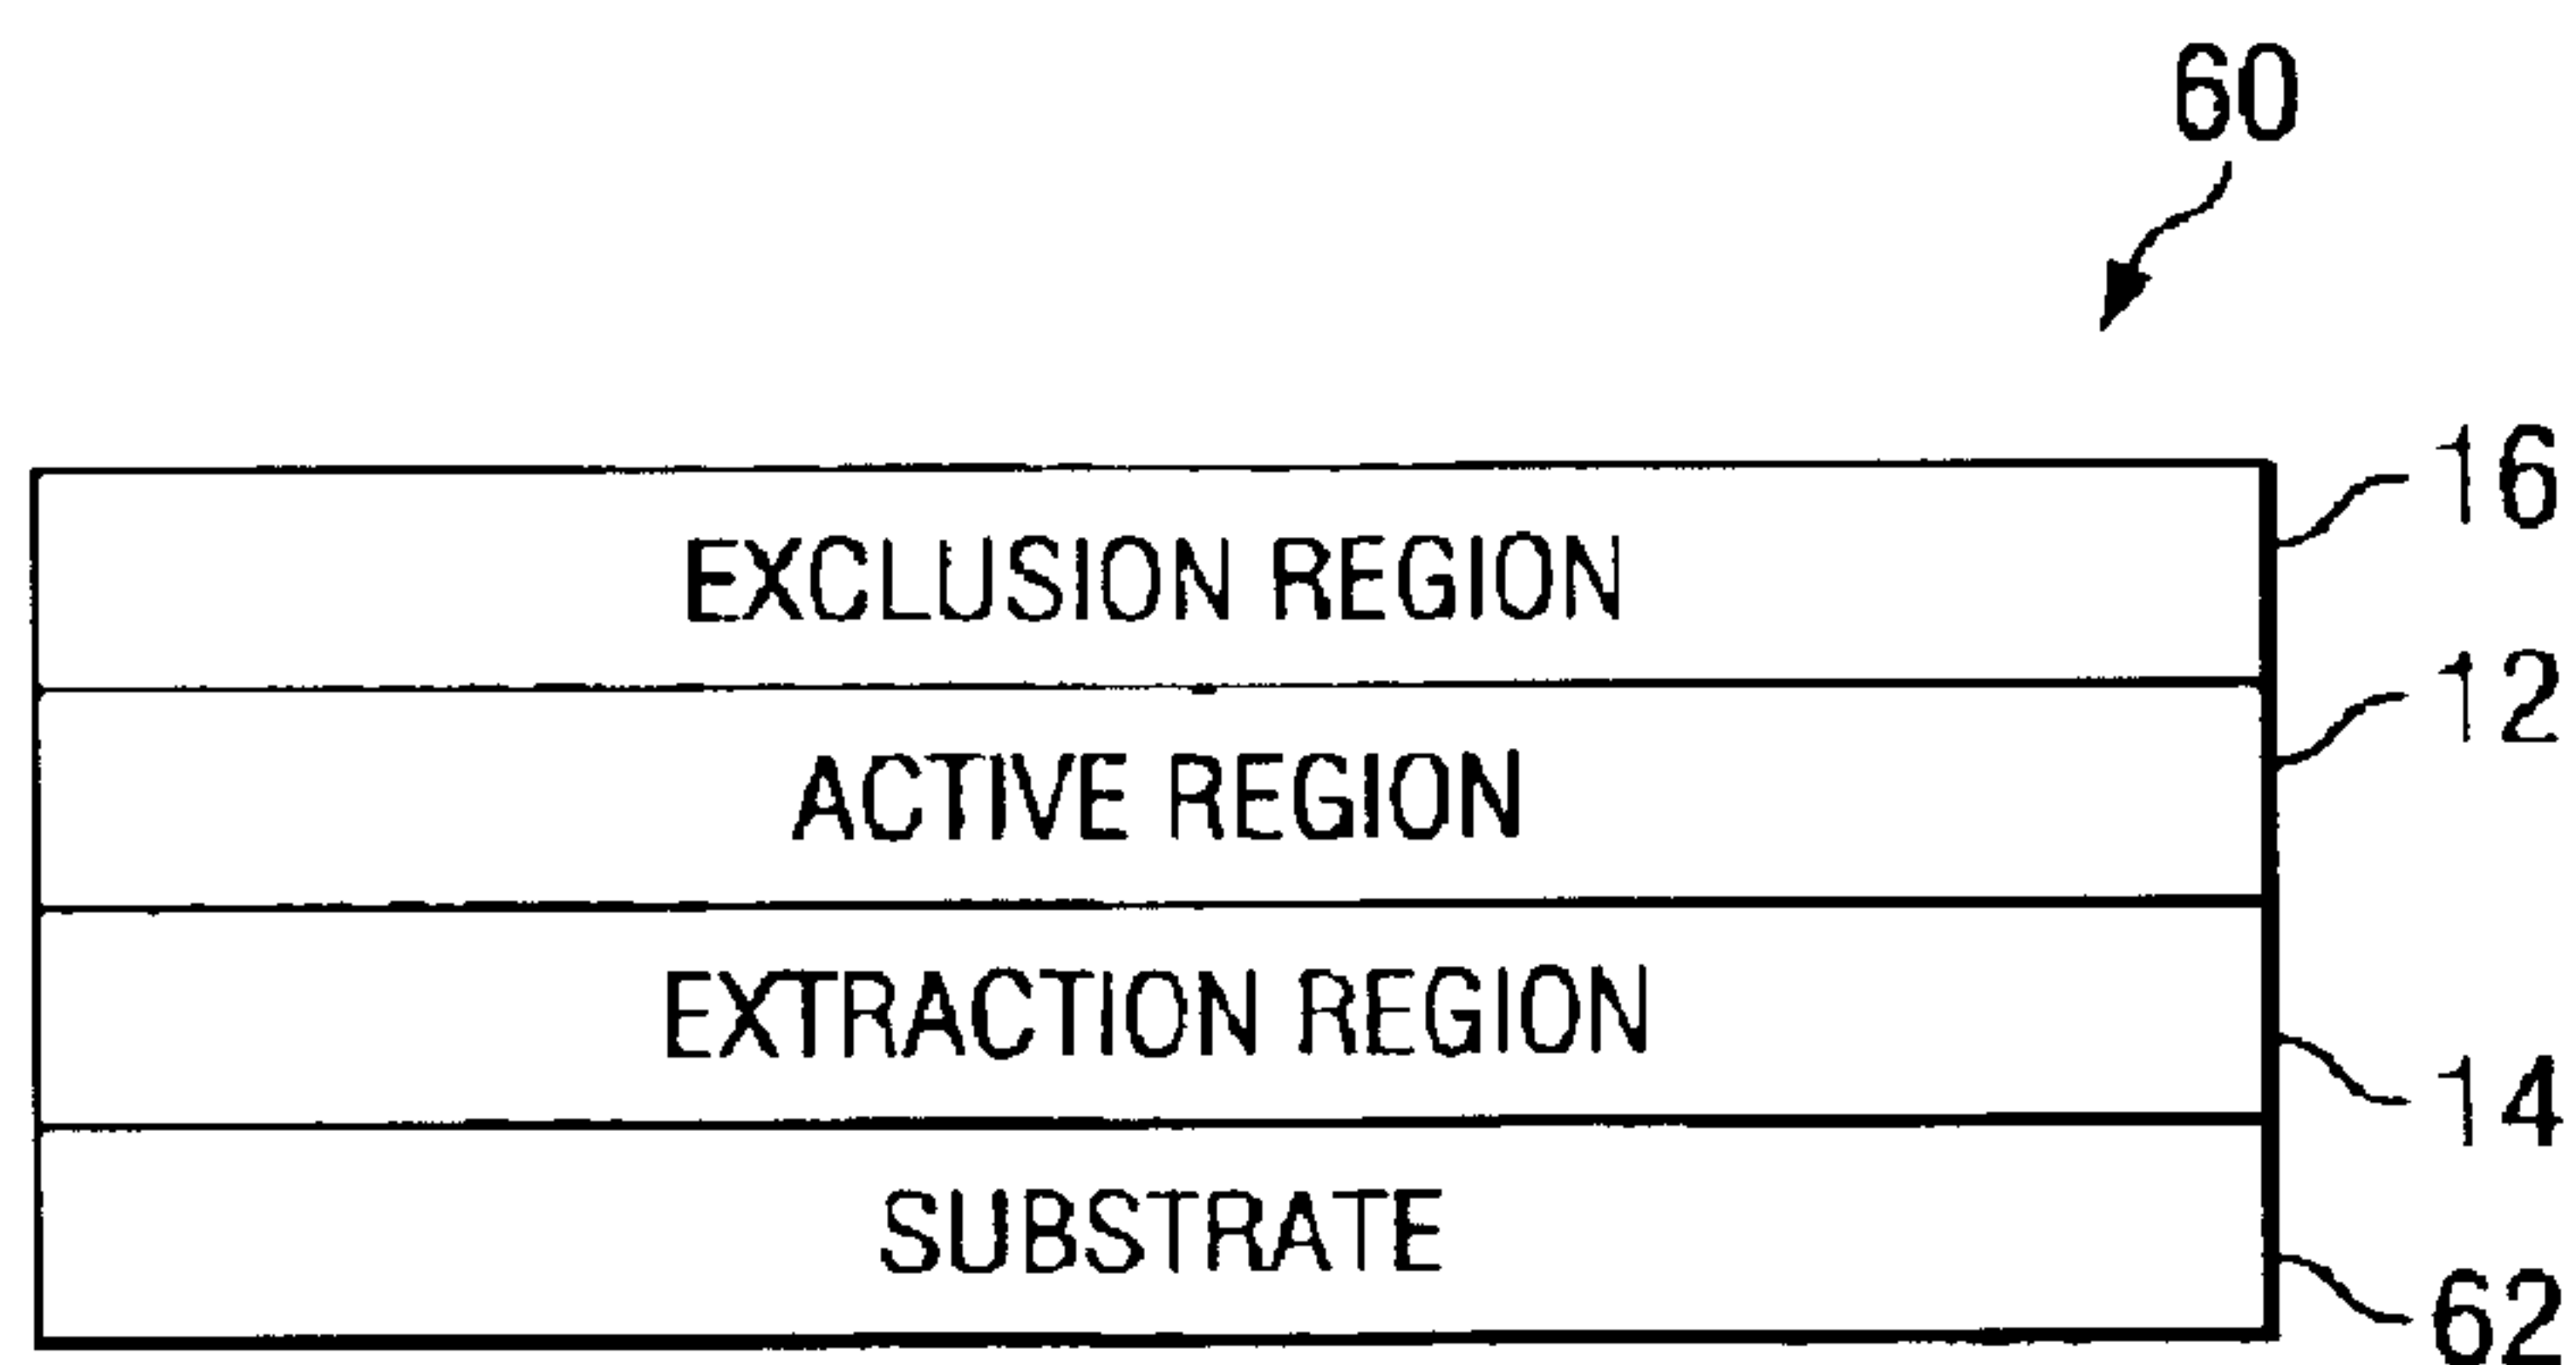 60
16
EXCLUSION REGION
12
ACTIVE REGION
EXTRACTION REGION
14
SUBSTRATE
62